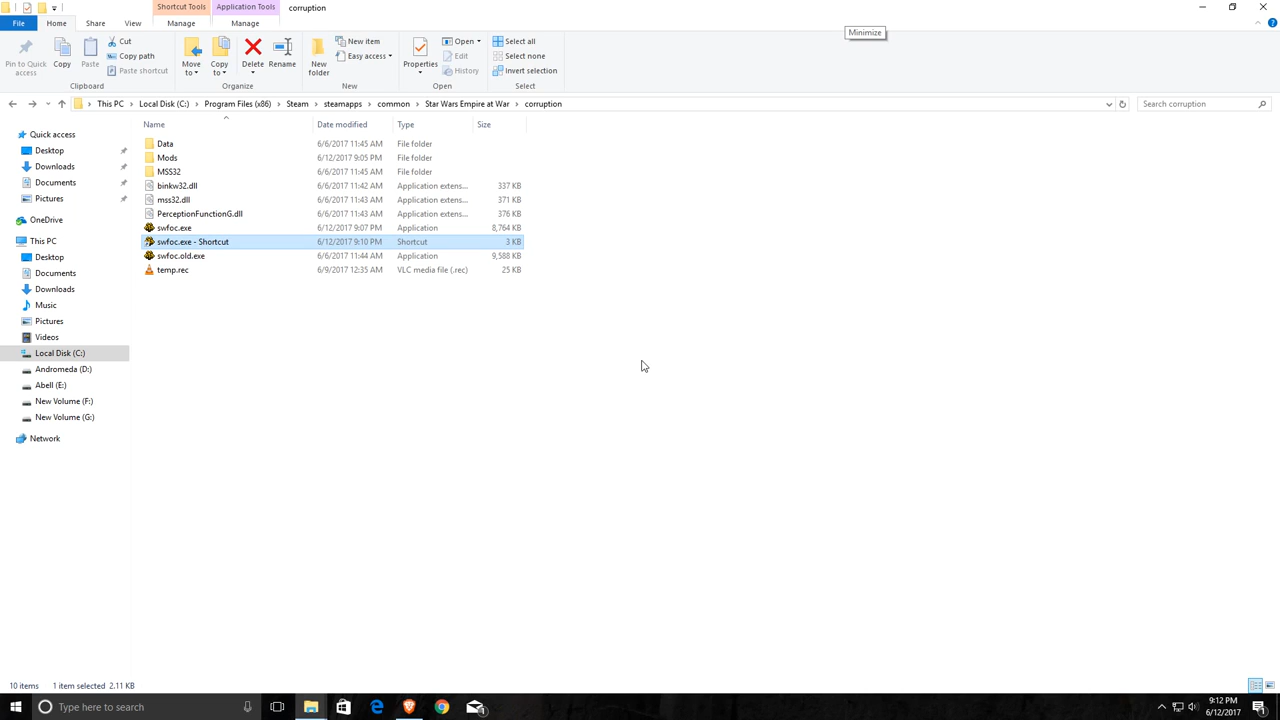 Shortcut Tools Application Tools corruption
File Home Share View Manage Manage
Minimize
Pin to Quick access
Copy
Paste
Cut
Copy path
Paste shortcut
Clipboard
Move to
Copy to
Delete
Rename
Organize
New folder
New item
Easy access
New
Properties
Open
Edit
History
Open
Select all
Select none
Invert selection
Select
This PC Local Disk (C:) Program Files (x86) Steam steamapps common Star Wars Empire at War corruption
Search corruption
Quick access
Desktop
Downloads
Documents
Pictures
OneDrive
This PC
Desktop
Documents
Downloads
Music
Pictures
Videos
Local Disk (C:)
Andromeda (D:)
Abell (E:)
New Volume (F:)
New Volume (G:)
Network
Name Date modified Type Size
Data 6/6/2017 11:45 AM File folder
Mods 6/12/2017 9:05 PM File folder
MSS32 6/6/2017 11:45 AM File folder
binkw32.dll 6/6/2017 11:42 AM Application extens... 337 KB
mss32.dll 6/6/2017 11:43 AM Application extens... 371 KB
PerceptionFunctionG.dll 6/6/2017 11:43 AM Application extens... 376 KB
swfoc.exe 6/12/2017 9:07 PM Application 8,764 KB
swfoc.exe - Shortcut 6/12/2017 9:10 PM Shortcut 3 KB
swfoc.old.exe 6/6/2017 11:44 AM Application 9,588 KB
temp.rec 6/9/2017 12:35 AM VLC media file (.rec) 25 KB
10 items 1 item selected 2.11 KB
Type here to search
1
9:12 PM
6/12/2017
1